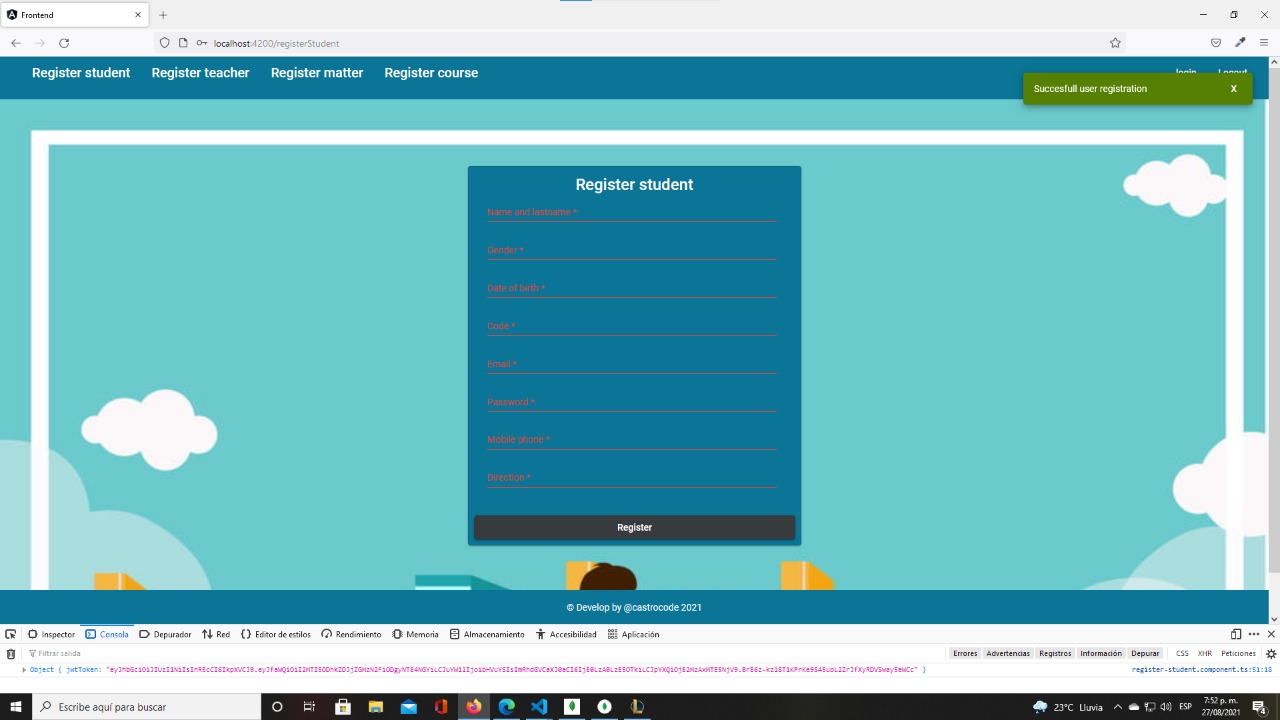 Frontend
localhost:4200/registerStudent
Register student Register teacher Register matter Register course login Logout
Succesfull user registration X
Register student
Name and lastname *
Gender *
Date of birth *
Code *
Email *
Password *
Mobile phone *
Direction *
Register
© Develop by @castrocode 2021
Inspector Consola Depurador Red Editor de estilos Rendimiento Memoria Almacenamiento Accesibilidad Aplicación
Filtrar salida Errores Advertencias Registros Información Depurar CSS XHR Peticiones
Object { jwtToken: register-student.component.ts:51:18
Escribe aquí para buscar 23°C Lluvia ESP 7:52 p. m. 27/08/2021 4